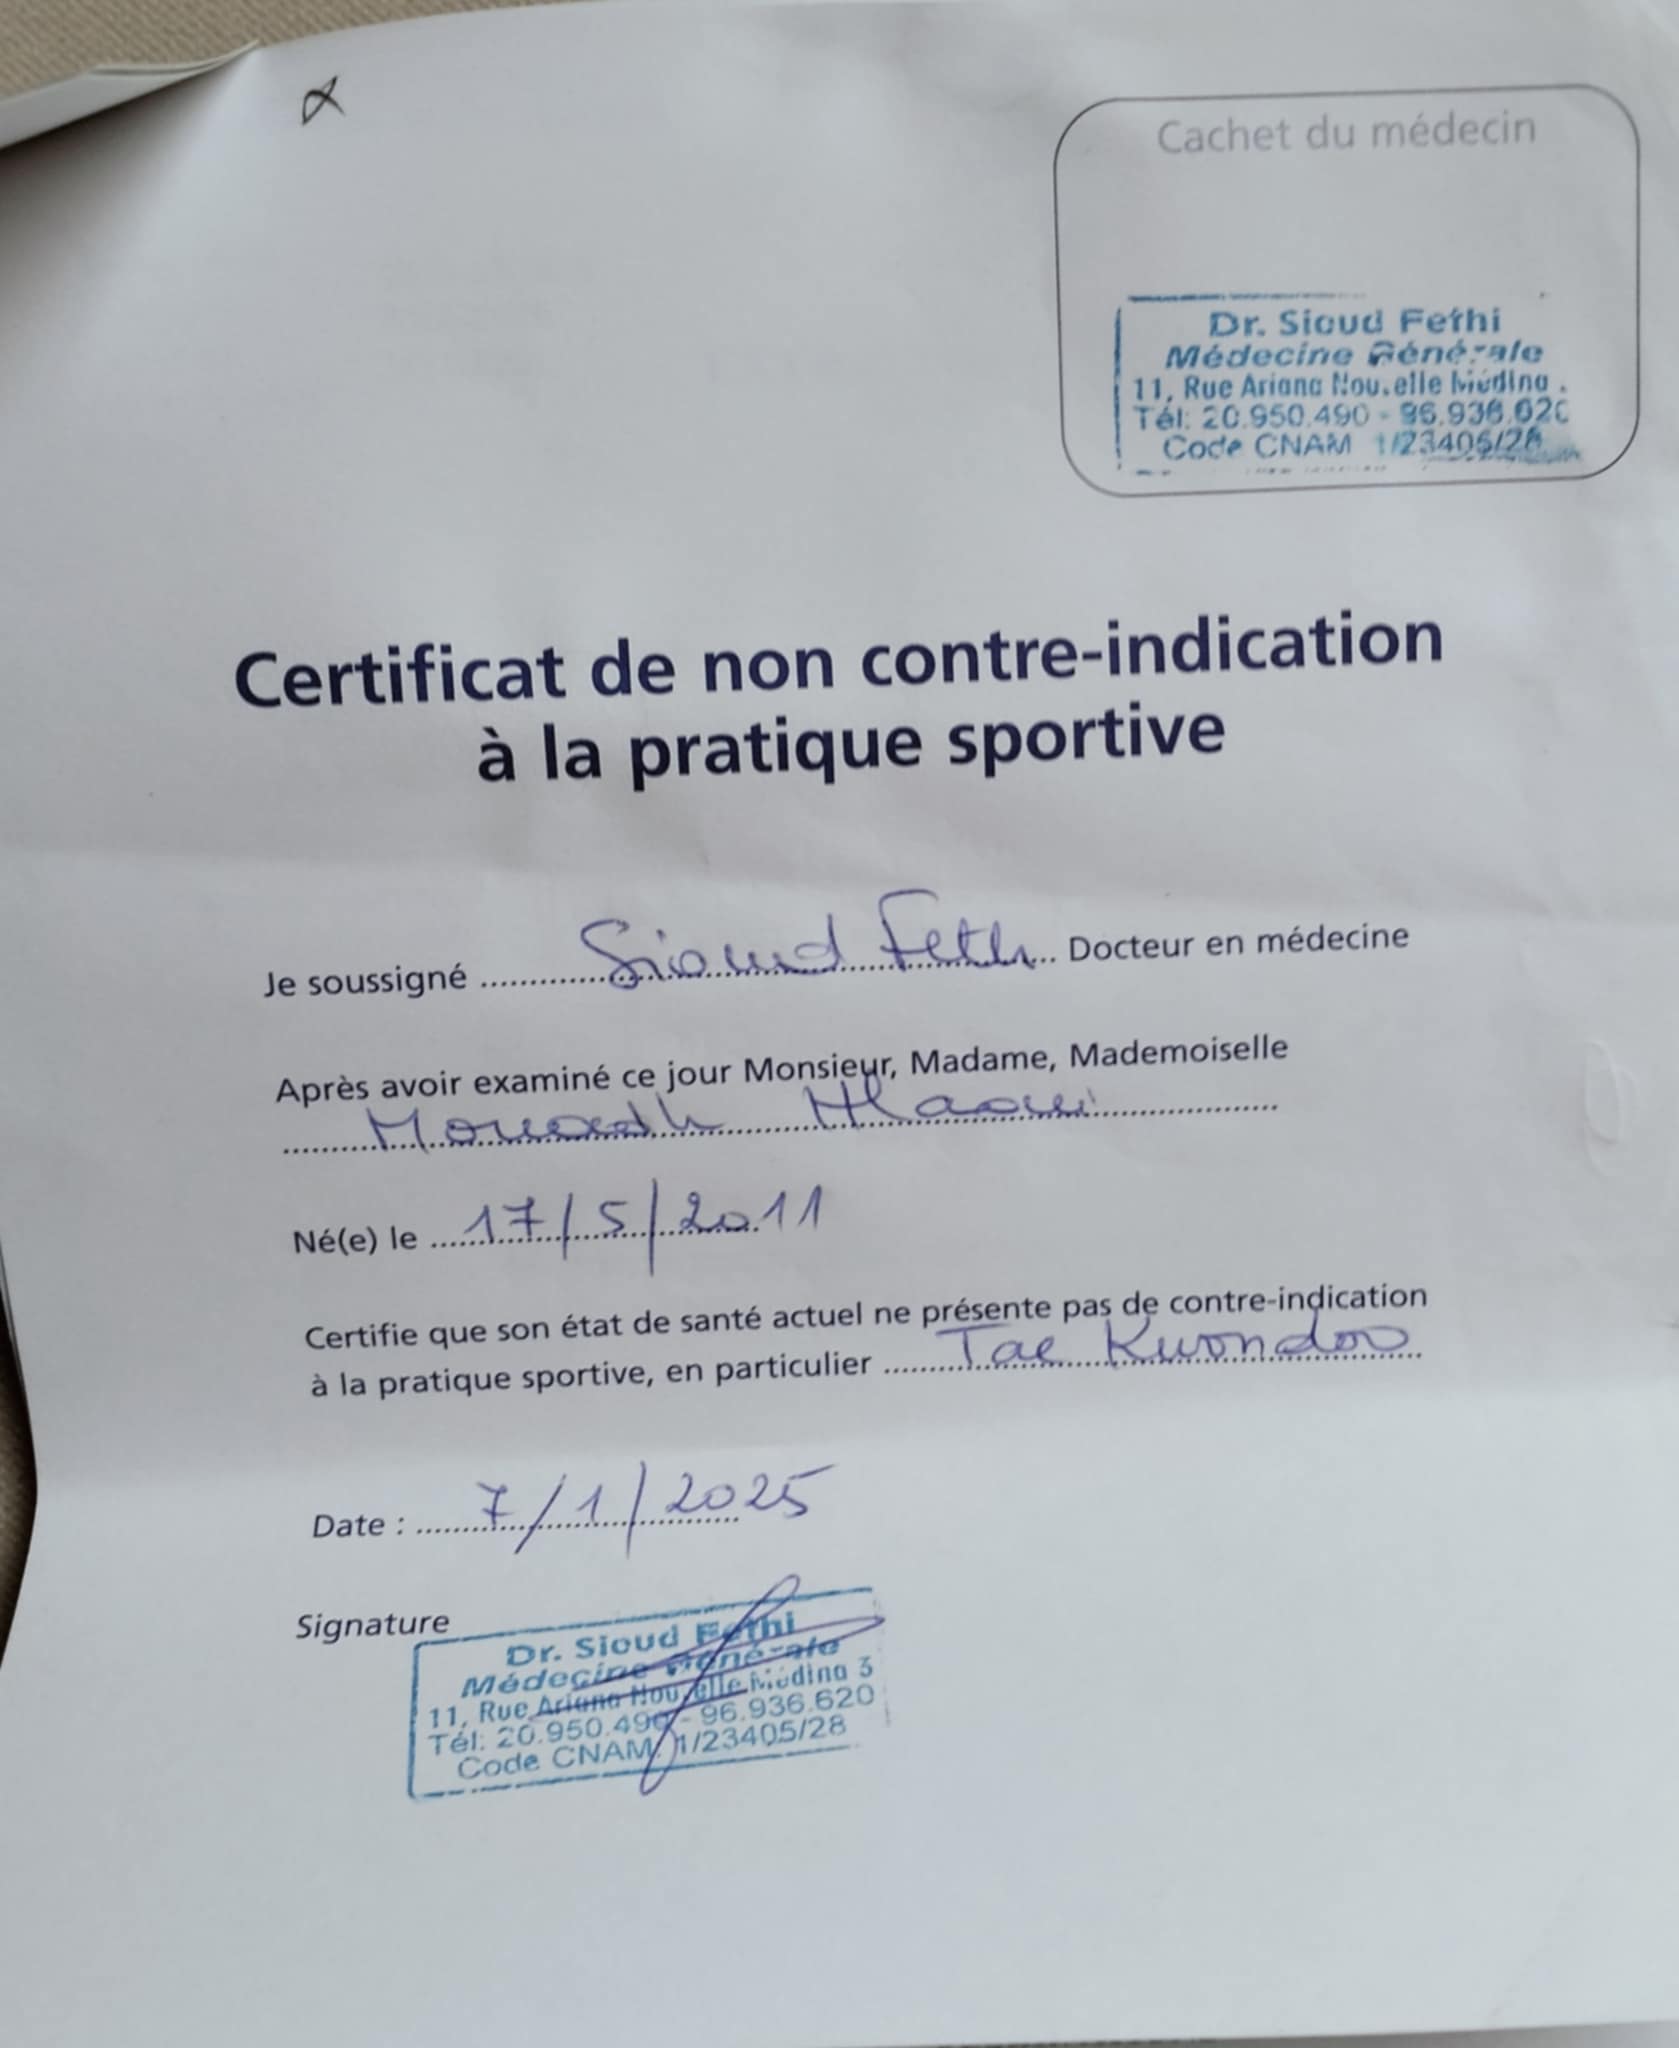 Cachet du médecin
Dr. Sioud Fethi
Médecine Générale
11, Rue Ariana Nouvelle Médina
Tél: 20.950.490 - 96.936.620
Code CNAM 1/23405/28
Certificat de non contre-indication
à la pratique sportive
Je soussigné Sioud Fethi Docteur en médecine
Après avoir examiné ce jour Monsieur, Madame, Mademoiselle
Mouadh
Né(e) le 17/5/2011
Certifie que son état de santé actuel ne présente pas de contre-indication
à la pratique sportive, en particulier Tae Kwondoo
Date : 7/1/2025
Signature
Dr. Sioud Fethi
Médecine Générale
11, Rue Ariana Nouvelle Médina 3
Tél: 20.950.490 - 96.936.620
Code CNAM 1/23405/28